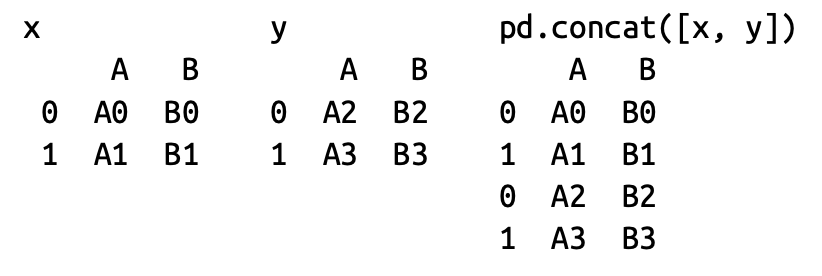 x                y                pd.concat([x, y])
      A   B           A   B             A   B
 0  A0  B0       0  A2  B2        0  A0  B0
 1  A1  B1       1  A3  B3        1  A1  B1
                                  0  A2  B2
                                  1  A3  B3